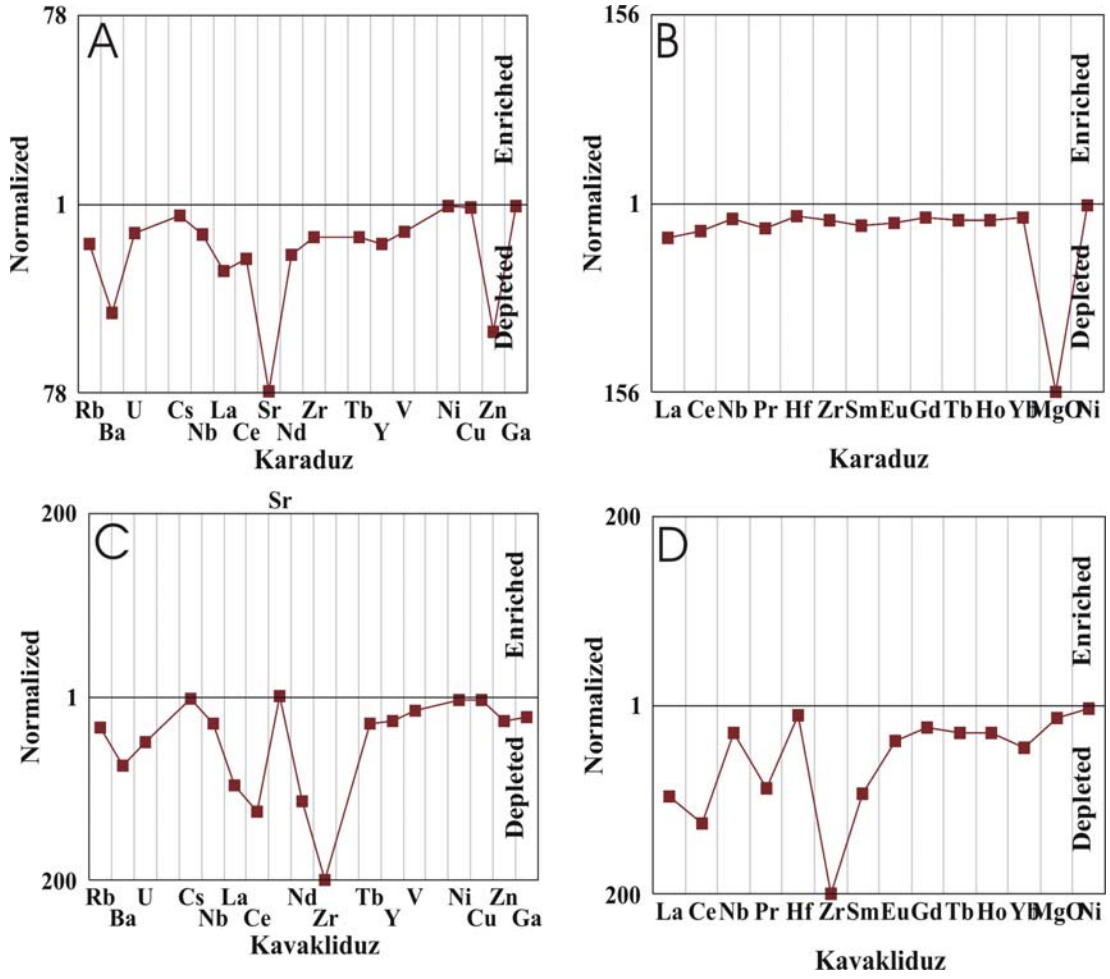 A
78
1
78
Normalized
Enriched
Depleted
Rb U Cs La Sr Zr Tb V Ni Zn
Ba Nb Ce Nd Y Cu Ga
Karaduz
B
156
1
156
Normalized
Enriched
Depleted
La Ce Nb Pr Hf Zr Sm Eu Gd Tb Ho Yb MgO Ni
Karaduz
Sr
C
200
1
200
Normalized
Enriched
Depleted
Rb U Cs La Nd Tb V Ni Zn
Ba Nb Ce Zr Y Cu Ga
Kavakliduz
D
200
1
200
Normalized
Enriched
Depleted
La Ce Nb Pr Hf Zr Sm Eu Gd Tb Ho Yb MgO Ni
Kavakliduz